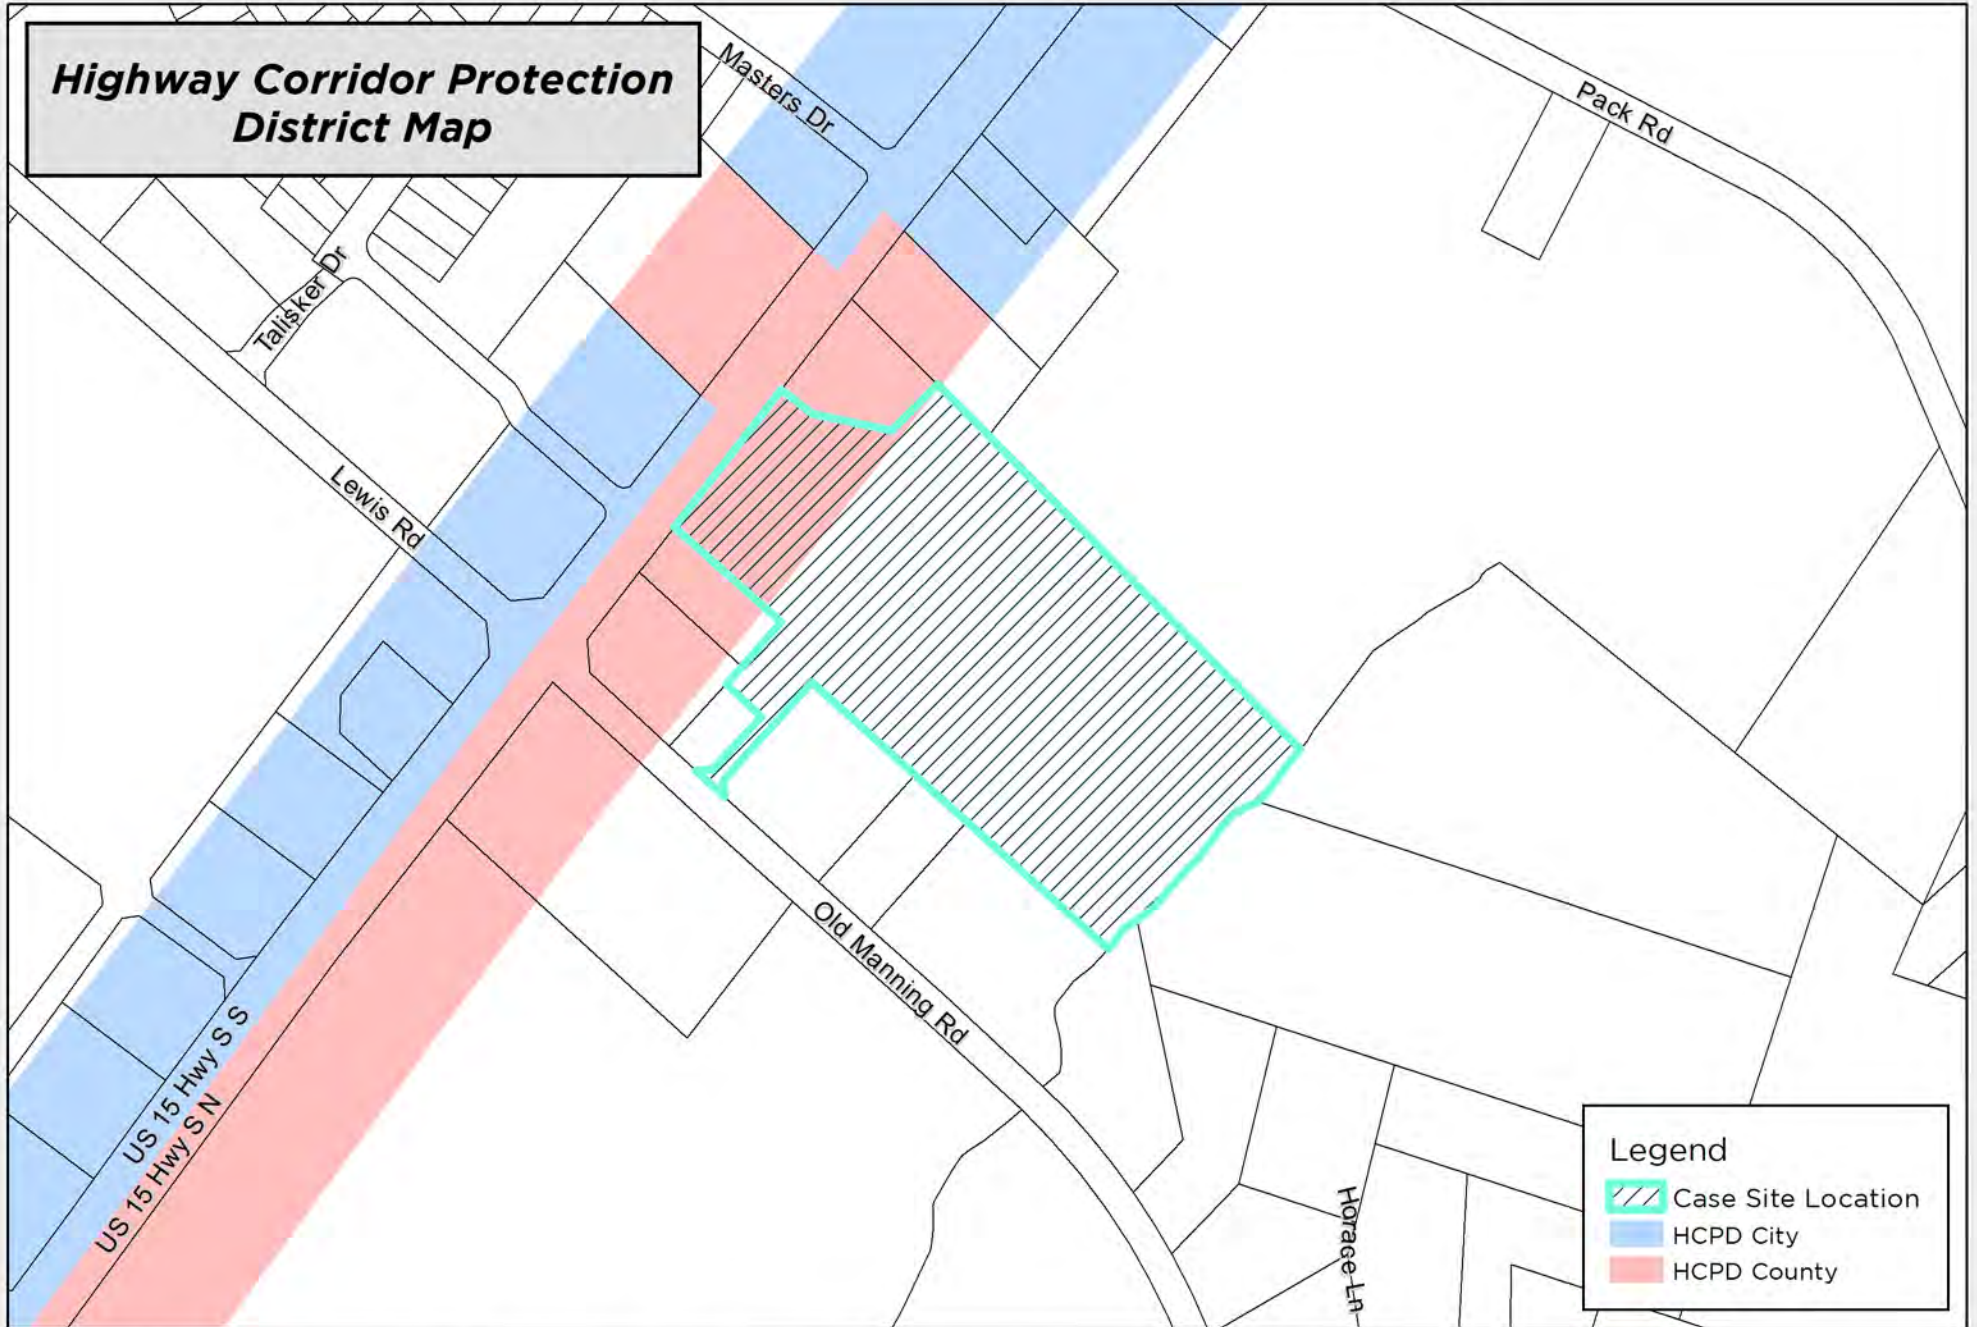 Highway Corridor Protection
District Map
Masters Dr
Pack Rd
Talisker Dr
Lewis Rd
Old Manning Rd
US 15 Hwy S S
US 15 Hwy S N
Horace Ln
Legend
Case Site Location
HCPD City
HCPD County